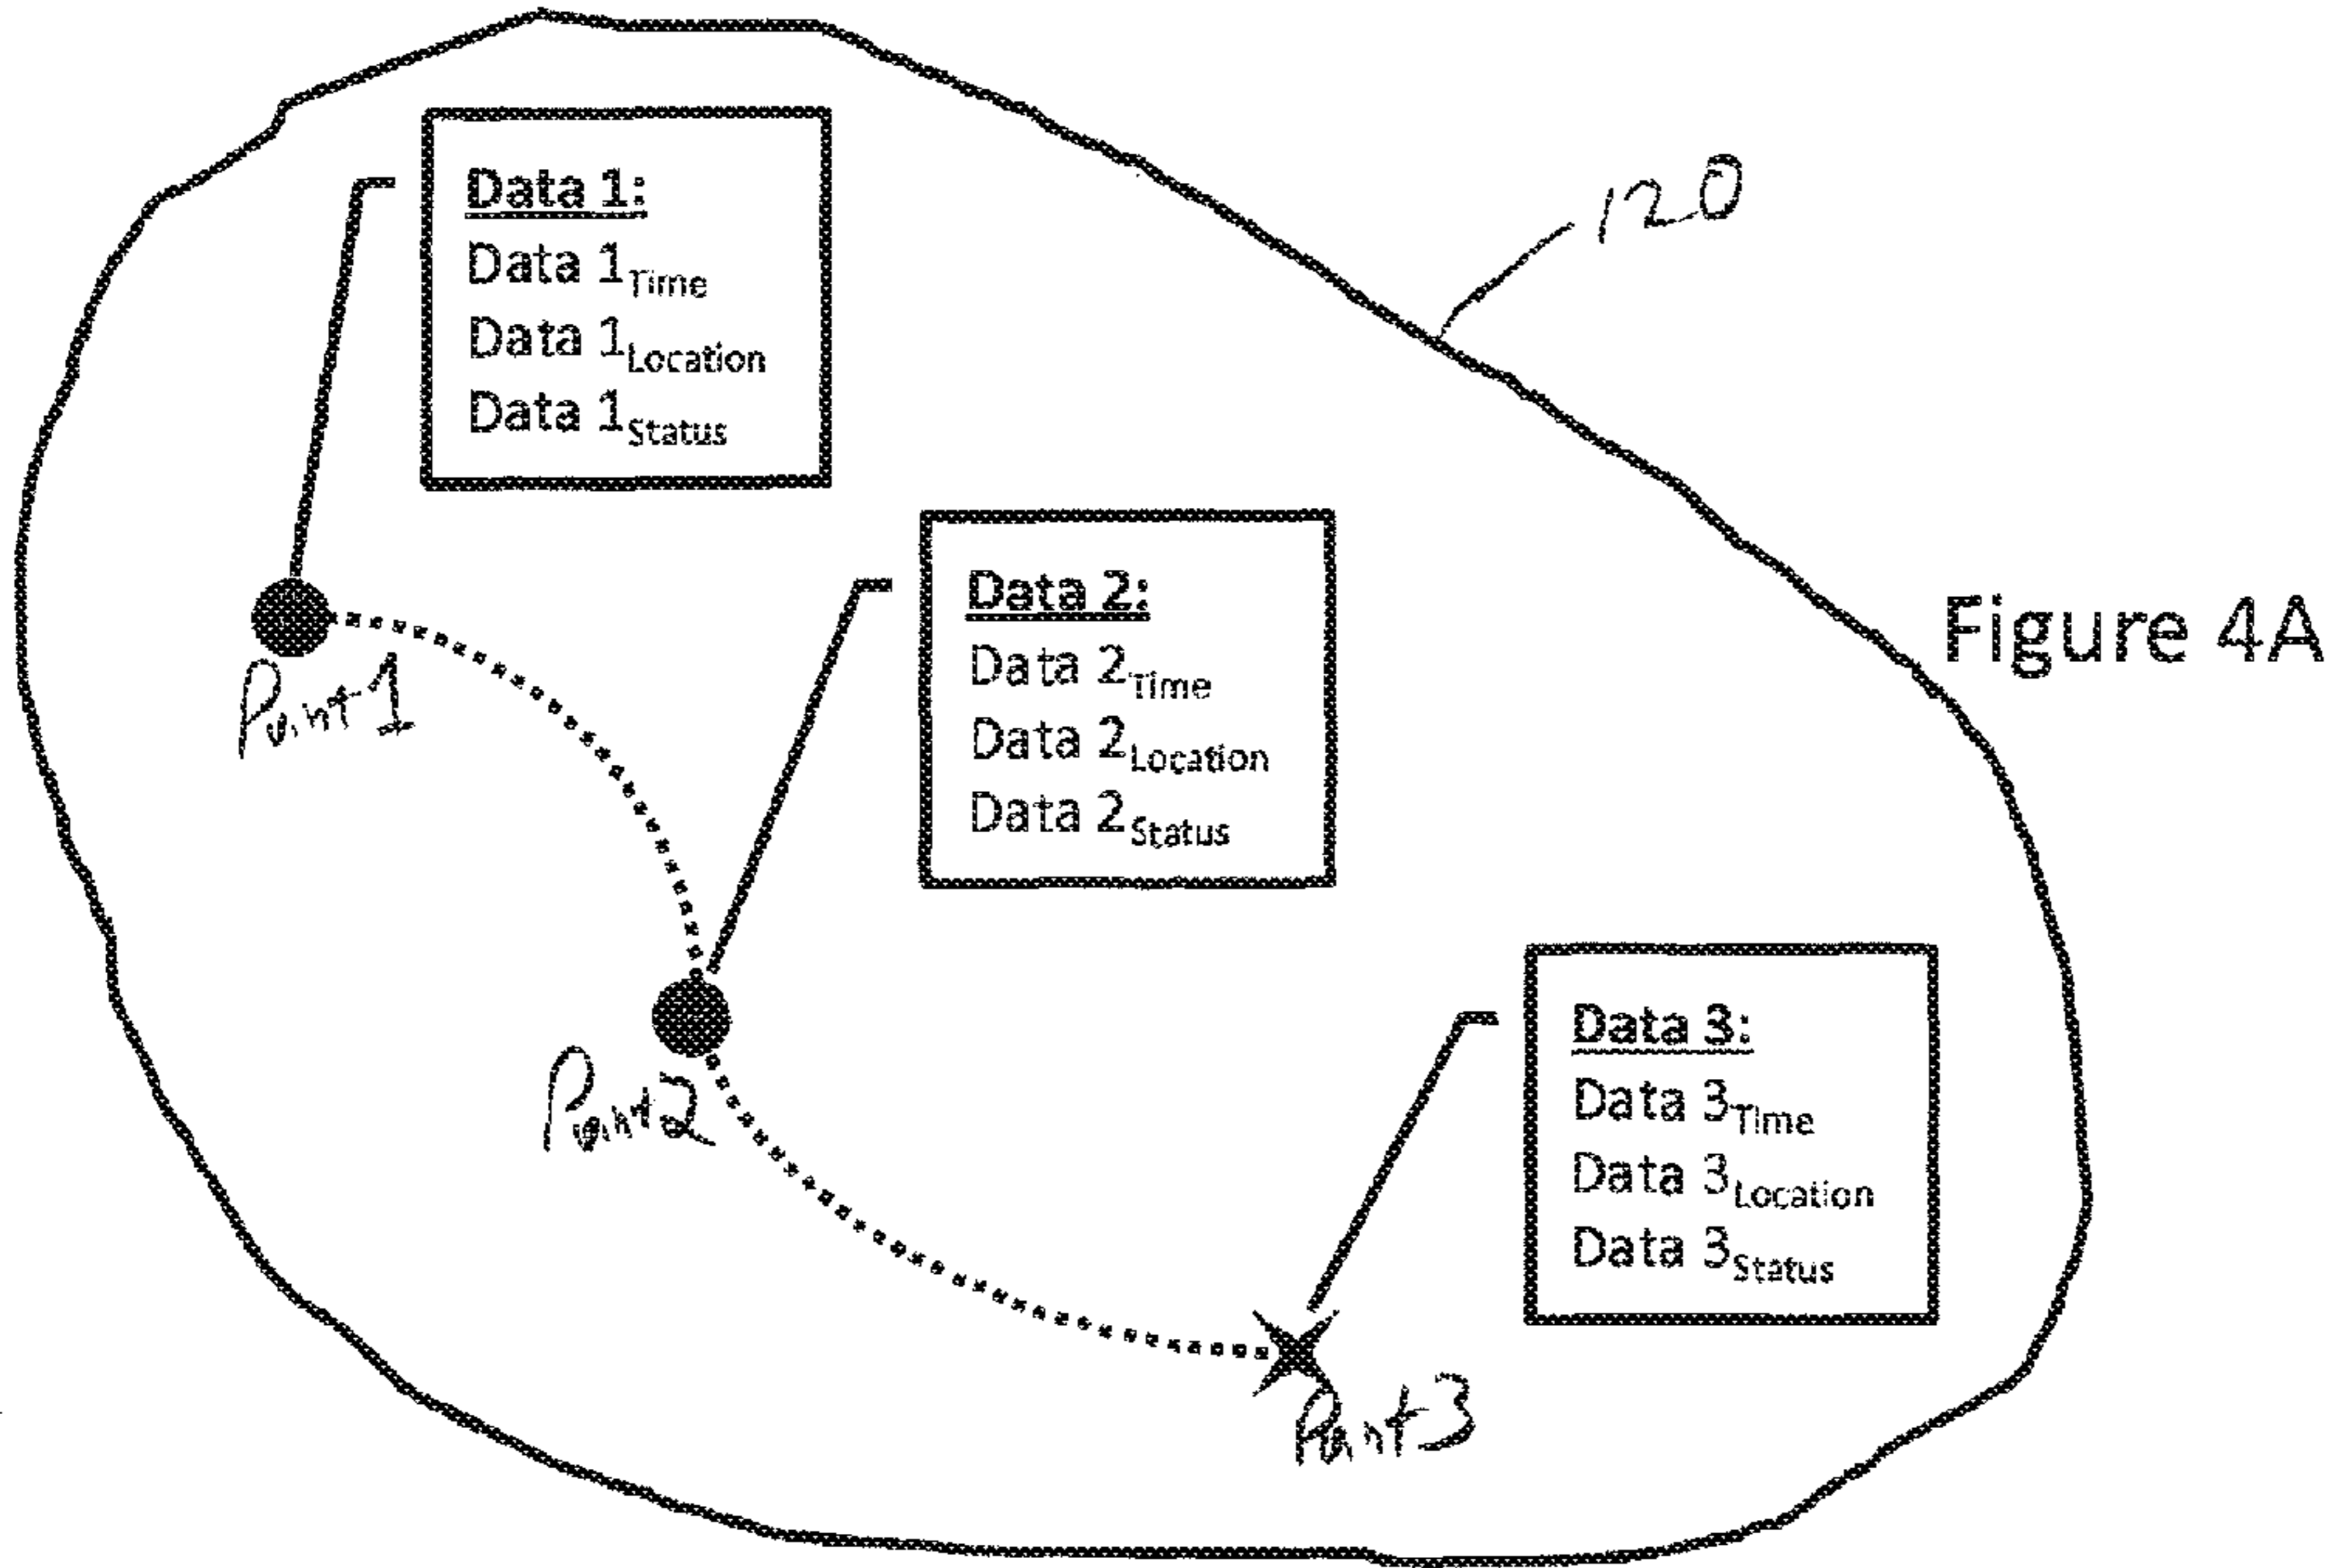 Data 1:
Data 1Time
Data 1Location
Data 1Status
120
Figure 4A
Point 1
Data 2:
Data 2Time
Data 2Location
Data 2Status
Point 2
Data 3:
Data 3Time
Data 3Location
Data 3Status
Point 3